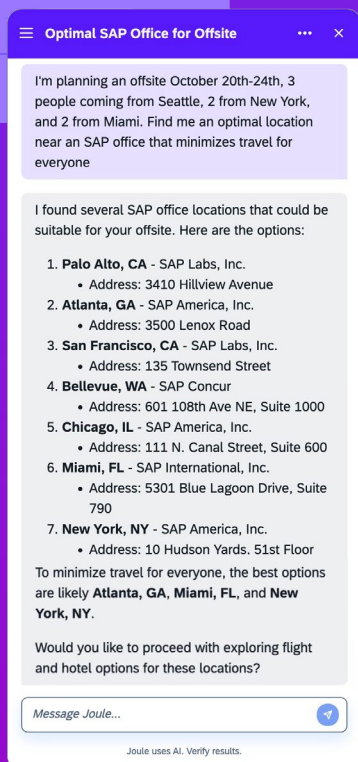 Optimal SAP Office for Offsite
I'm planning an offsite October 20th-24th, 3
people coming from Seattle, 2 from New York,
and 2 from Miami. Find me an optimal location
near an SAP office that minimizes travel for
everyone
I found several SAP office locations that could be
suitable for your offsite. Here are the options:
1. Palo Alto, CA - SAP Labs, Inc.
• Address: 3410 Hillview Avenue
2. Atlanta, GA - SAP America, Inc.
• Address: 3500 Lenox Road
3. San Francisco, CA - SAP Labs, Inc.
• Address: 135 Townsend Street
4. Bellevue, WA - SAP Concur
• Address: 601 108th Ave NE, Suite 1000
5. Chicago, IL - SAP America, Inc.
• Address: 111 N. Canal Street, Suite 600
6. Miami, FL - SAP International, Inc.
• Address: 5301 Blue Lagoon Drive, Suite
790
7. New York, NY - SAP America, Inc.
• Address: 10 Hudson Yards. 51st Floor
To minimize travel for everyone, the best options
are likely Atlanta, GA, Miami, FL, and New
York, NY.
Would you like to proceed with exploring flight
and hotel options for these locations?
Message Joule...
Joule uses AI. Verify results.